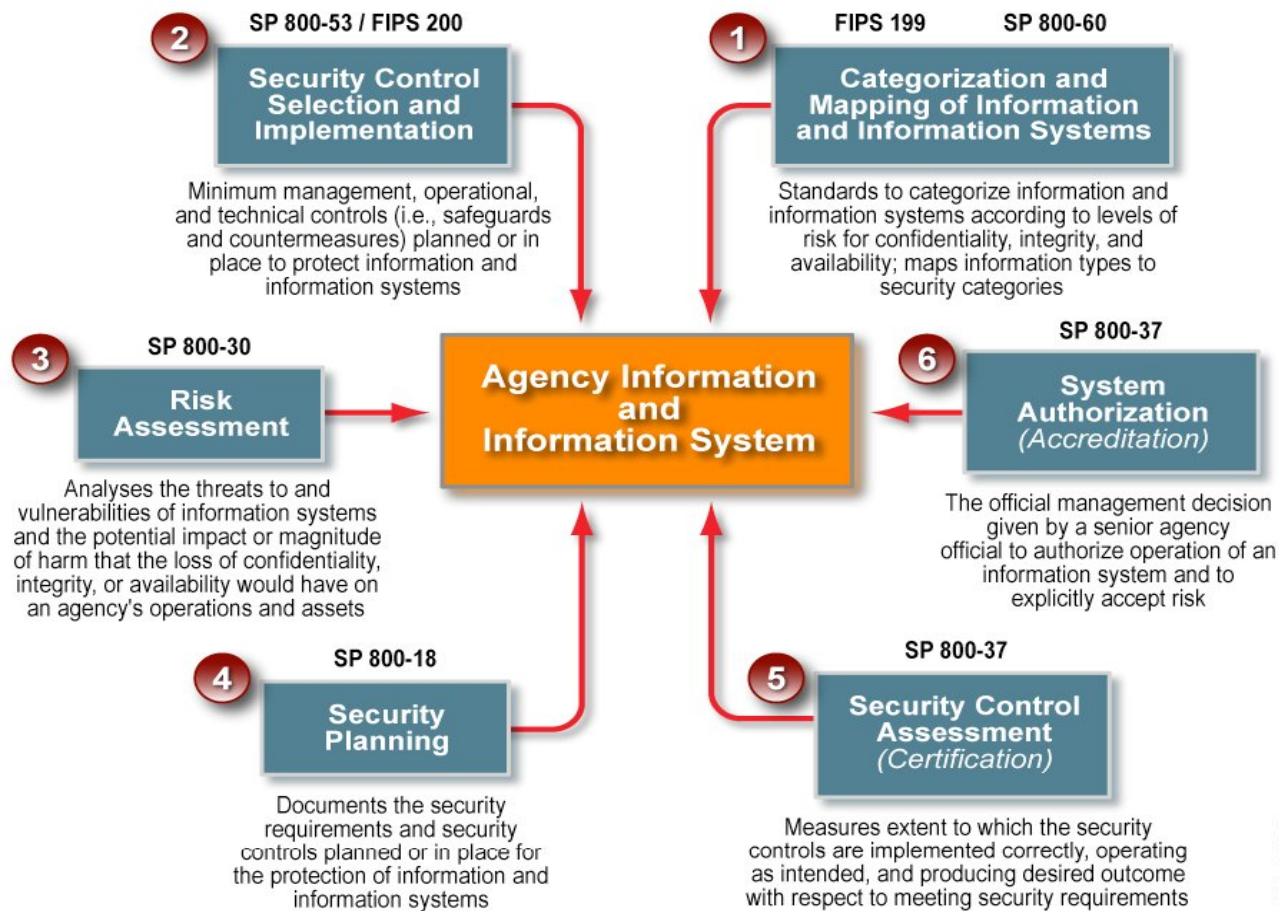 FIPS 199 SP 800-60
1
Categorization and
Mapping of Information
and Information Systems
Standards to categorize information and
information systems according to levels of
risk for confidentiality, integrity, and
availability; maps information types to
security categories
SP 800-53 / FIPS 200
2
Security Control
Selection and
Implementation
Minimum management, operational,
and technical controls (i.e., safeguards
and countermeasures) planned or in
place to protect information and
information systems
SP 800-30
3
Risk
Assessment
Analyses the threats to and
vulnerabilities of information systems
and the potential impact or magnitude
of harm that the loss of confidentiality,
integrity, or availability would have on
an agency's operations and assets
Agency Information
and
Information System
SP 800-18
4
Security
Planning
Documents the security
requirements and security
controls planned or in place for
the protection of information and
information systems
SP 800-37
5
Security Control
Assessment
(Certification)
Measures extent to which the security
controls are implemented correctly, operating
as intended, and producing desired outcome
with respect to meeting security requirements
SP 800-37
6
System
Authorization
(Accreditation)
The official management decision
given by a senior agency
official to authorize operation of an
information system and to
explicitly accept risk